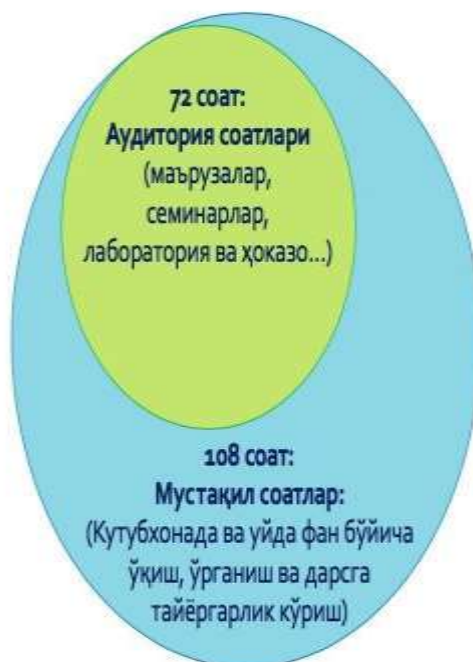 72 соат:
Аудитория соатлари
(маърузалар,
семинарлар,
лаборатория ва ҳоказо...)
108 соат:
Мустақил соатлар:
(Кутубхонада ва уйда фан бўйича
ўқиш, ўрганиш ва дарсга
тайёргарлик кўриш)